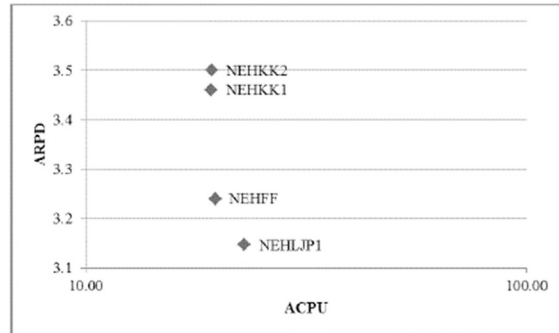 3.6
3.5
NEHKK2
NEHKK1
3.4
ARPD
3.3
NEHFF
3.2
NEHLJP1
3.1
10.00
100.00
ACPU